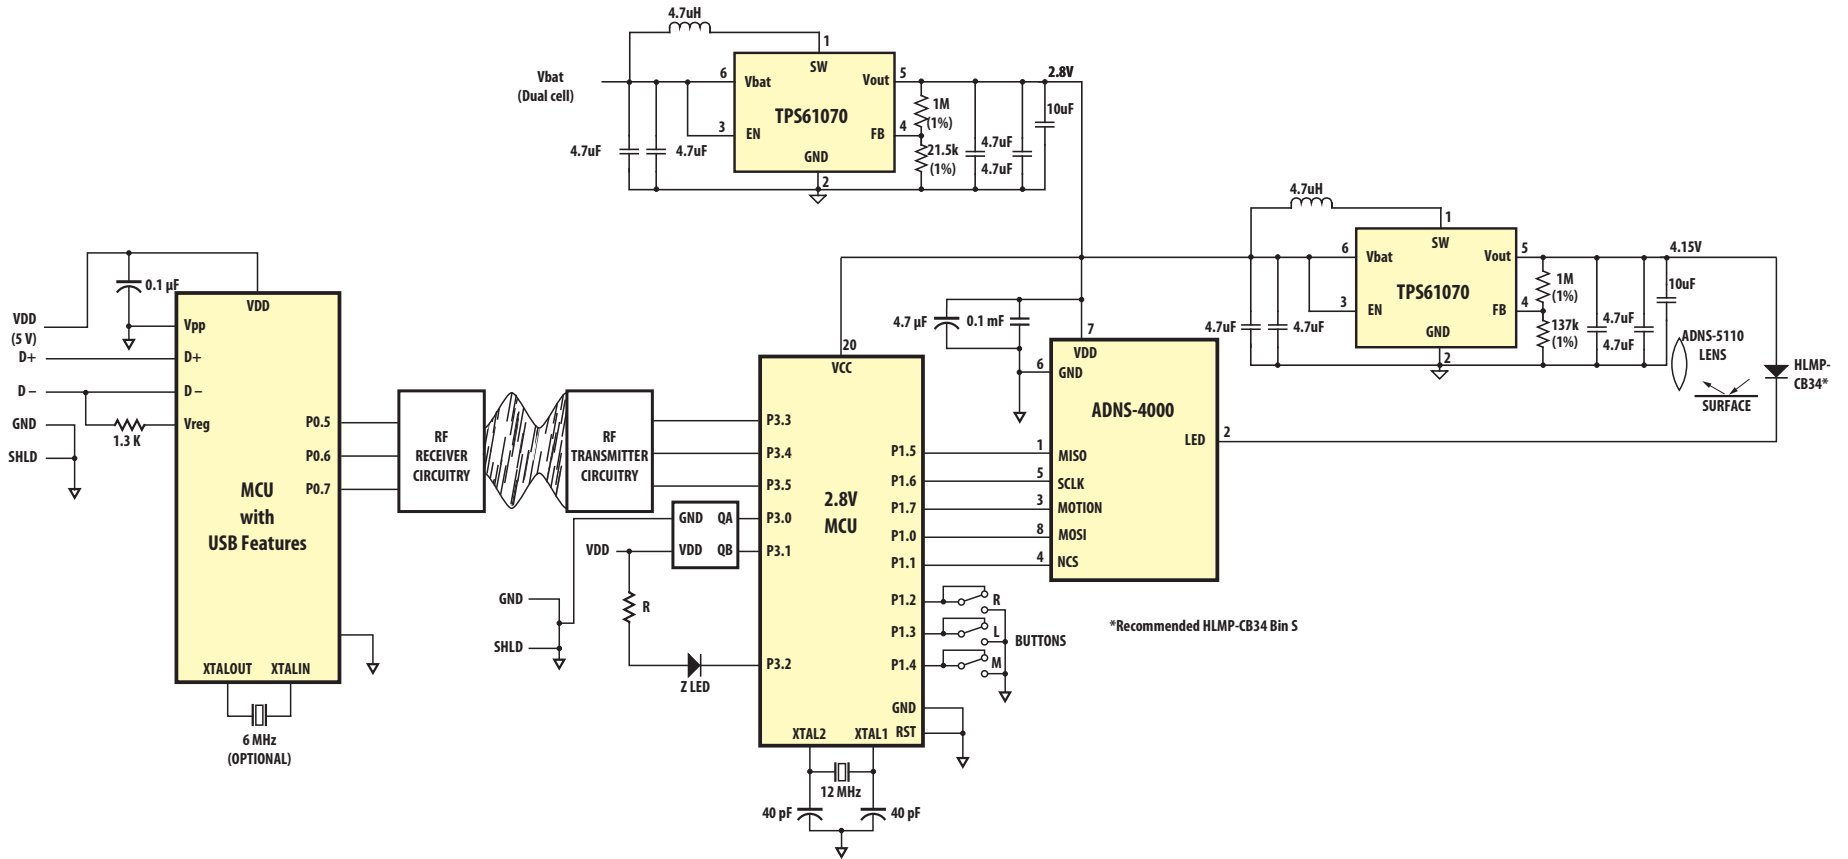 4.7uH
1
SW
Vbat
(Dual cell)
6
Vbat
Vout
5
2.8V
TPS61070
1M
(1%)
10uF
3
EN
FB
4
GND
21.5k
(1%)
4.7uF
4.7uF
4.7uF
4.7uF
2
4.7uH
1
SW
6
Vbat
Vout
5
4.15V
TPS61070
1M
(1%)
10uF
3
EN
FB
4
GND
137k
(1%)
4.7uF
4.7uF
4.7uF
4.7uF
2
ADNS-5110
LENS
SURFACE
HLMP-
CB34*
0.1 µF
VDD
(5 V)
D+
D –
GND
SHLD
1.3 K
VDD
Vpp
D+
D –
Vreg
P0.5
P0.6
P0.7
MCU
with
USB Features
XTALOUT
XTALIN
6 MHz
(OPTIONAL)
RF
RECEIVER
CIRCUITRY
RF
TRANSMITTER
CIRCUITRY
GND
QA
VDD
QB
VDD
R
GND
SHLD
Z LED
20
VCC
P3.3
P3.4
P3.5
P3.0
P3.1
P3.2
2.8V
MCU
P1.5
P1.6
P1.7
P1.0
P1.1
P1.2
P1.3
P1.4
GND
RST
XTAL2
XTAL1
12 MHz
40 pF
40 pF
4.7 µF
0.1 mF
7
VDD
6
GND
ADNS-4000
LED
2
1
MISO
5
SCLK
3
MOTION
8
MOSI
4
NCS
R
L
M
BUTTONS
*Recommended HLMP-CB34 Bin S